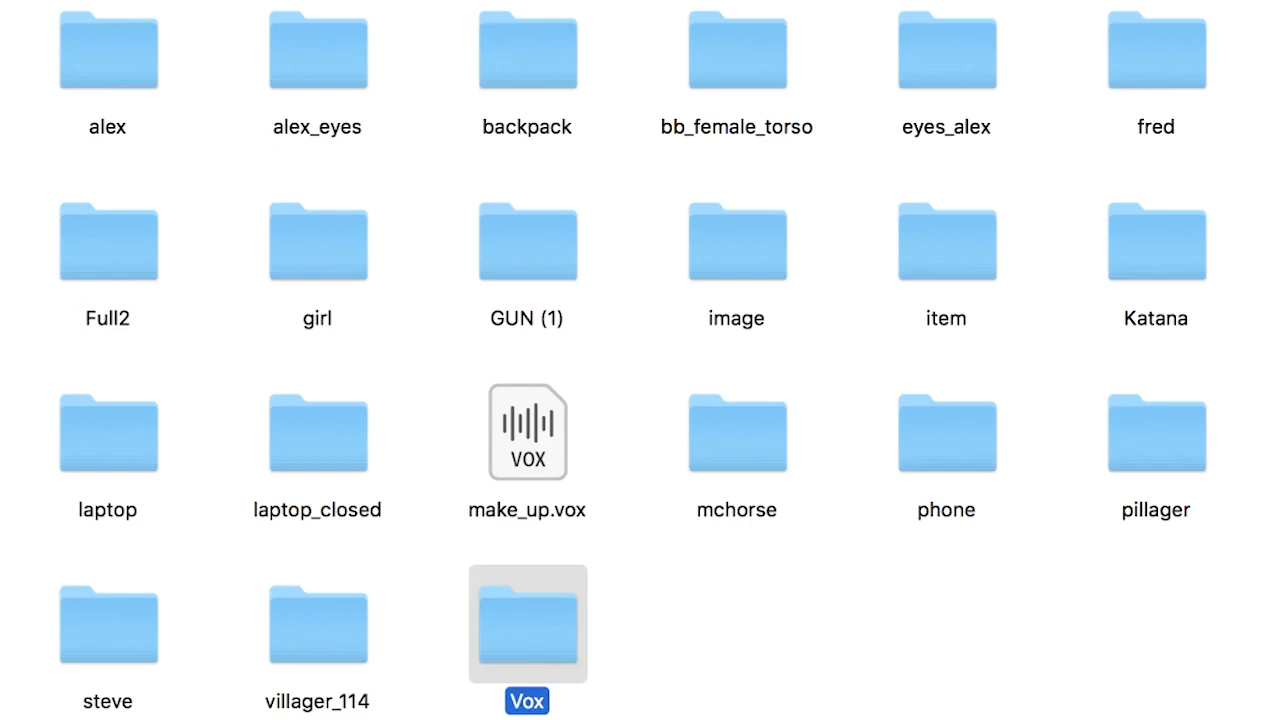 alex
alex_eyes
backpack
bb_female_torso
eyes_alex
fred
Full2
girl
GUN (1)
image
item
Katana
VOX
laptop
laptop_closed
make_up.vox
mchorse
phone
pillager
steve
villager_114
Vox